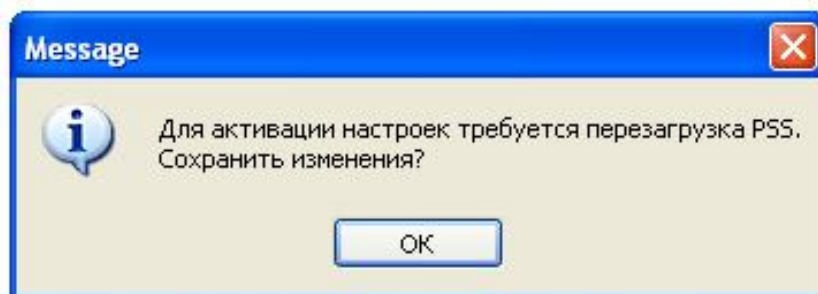 Message
Для активации настроек требуется перезагрузка PSS.
Сохранить изменения?
OK